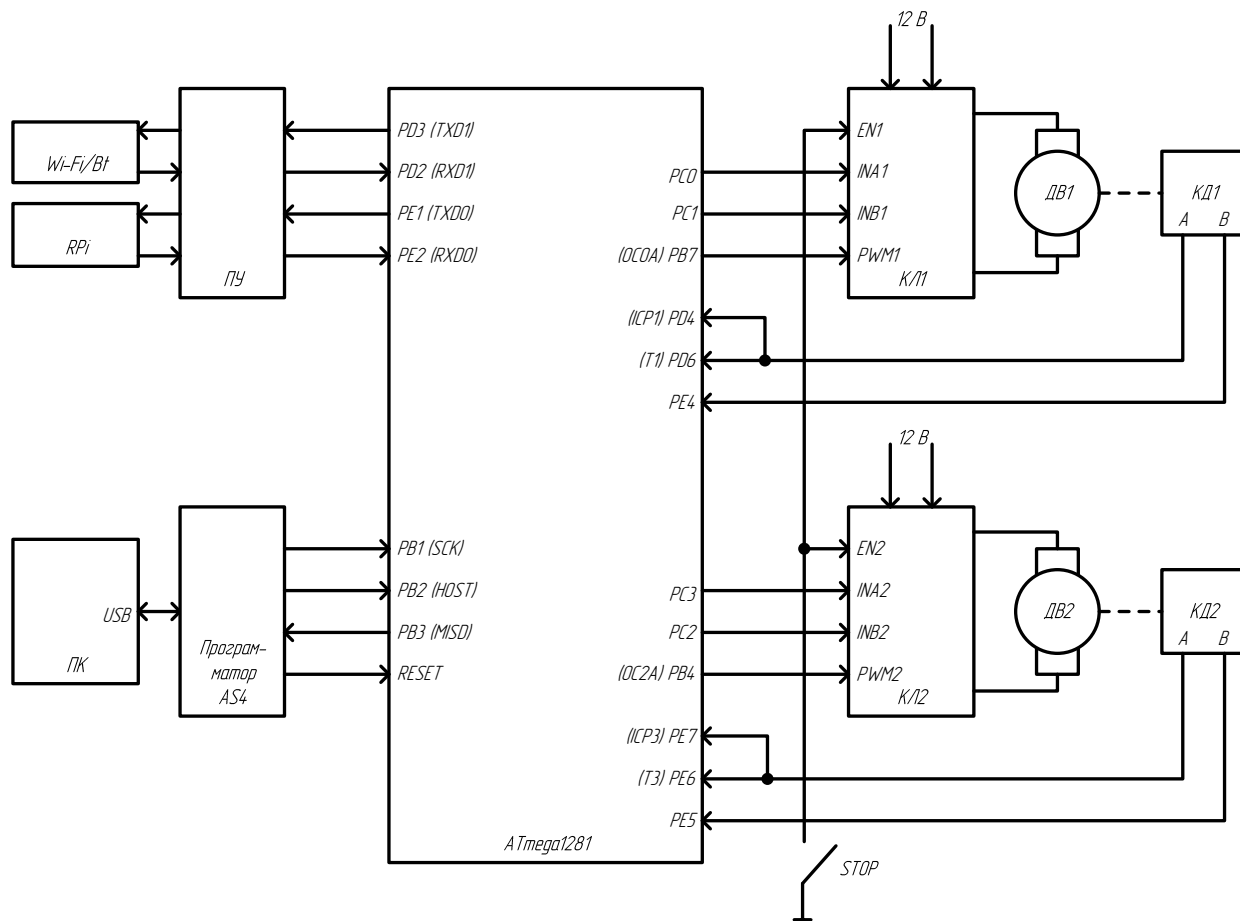 12 В
Wi-Fi/Bt
RPi
ПУ
PD3 (TXD1)
PD2 (RXD1)
PE1 (TXD0)
PE2 (RXD0)
PC0
PC1
(OC0A) PB7
(ICP1) PD4
(T1) PD6
PE4
EN1
INA1
INB1
PWM1
КЛ1
ДВ1
КД1
A B
12 В
ПК
USB
Програм-
матор
AS4
PB1 (SCK)
PB2 (HOST)
PB3 (MISD)
RESET
PC3
PC2
(OC2A) PB4
(ICP3) PE7
(T3) PE6
PE5
ATmega1281
EN2
INA2
INB2
PWM2
КЛ2
ДВ2
КД2
A B
STOP